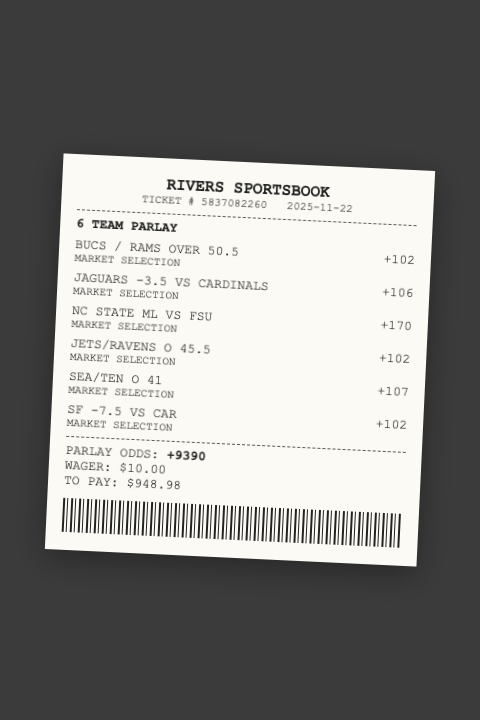 RIVERS SPORTSBOOK
TICKET # 5837082260 2025-11-22
6 TEAM PARLAY
BUCS / RAMS OVER 50.5 +102
MARKET SELECTION
JAGUARS -3.5 VS CARDINALS +106
MARKET SELECTION
NC STATE ML VS FSU +170
MARKET SELECTION
JETS/RAVENS O 45.5 +102
MARKET SELECTION
SEA/TEN O 41 +107
MARKET SELECTION
SF -7.5 VS CAR +102
MARKET SELECTION
PARLAY ODDS: +9390
WAGER: $10.00
TO PAY: $948.98